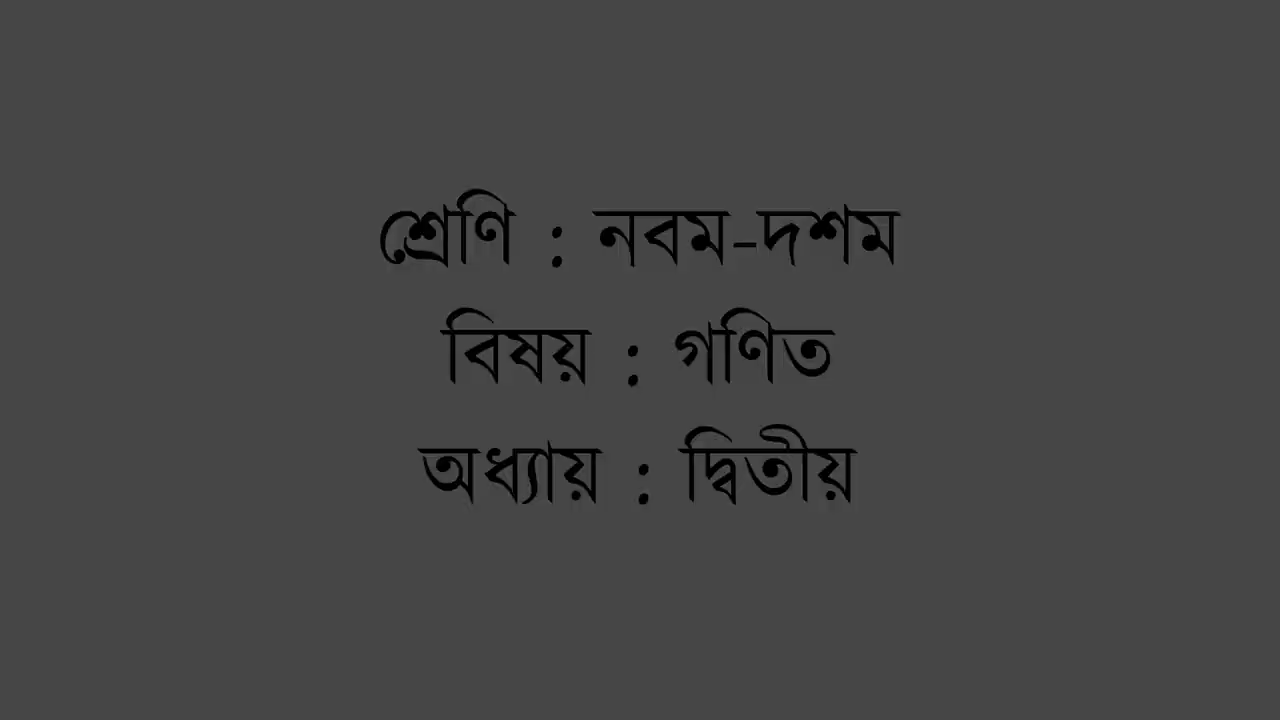 শ্রেণি : নবম-দশম
বিষয় : গণিত
অধ্যায় : দ্বিতীয়